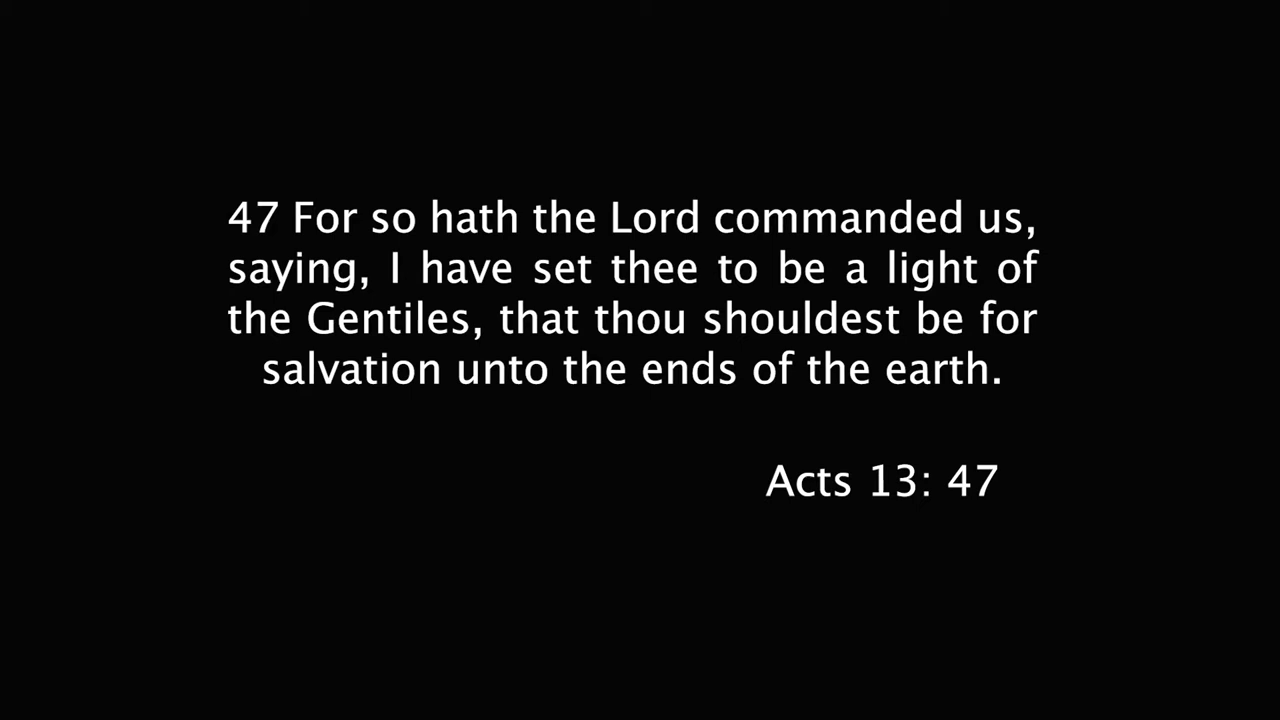 47 For so hath the Lord commanded us,
saying, I have set thee to be a light of
the Gentiles, that thou shouldest be for
salvation unto the ends of the earth.
Acts 13: 47